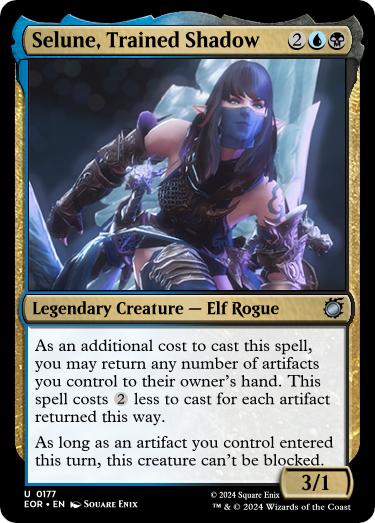 Selune, Trained Shadow 2
Legendary Creature — Elf Rogue
As an additional cost to cast this spell,
you may return any number of artifacts
you control to their owner's hand. This
spell costs 2 less to cast for each artifact
returned this way.
As long as an artifact you control entered
this turn, this creature can't be blocked.
3/1
U 0177
EOR • EN SQUARE ENIX
© 2024 Square Enix
™ & © 2024 Wizards of the Coast